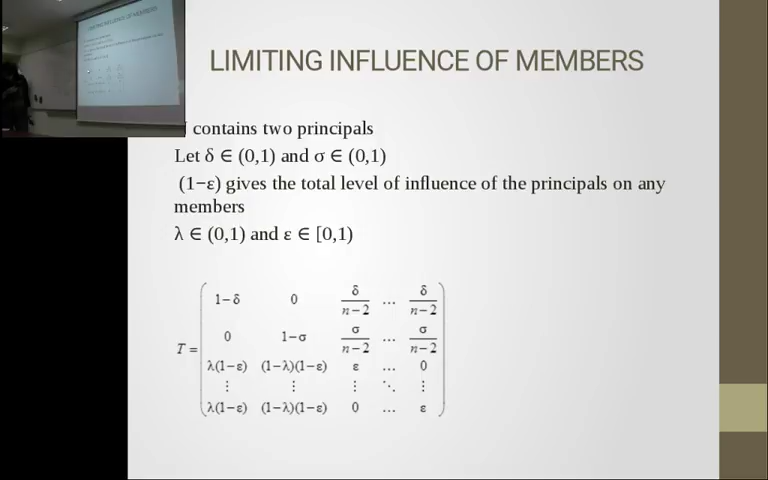 LIMITING INFLUENCE OF MEMBERS
contains two principals
Let δ ∈ (0,1) and σ ∈ (0,1)
(1−ε) gives the total level of influence of the principals on any
members
λ ∈ (0,1) and ε ∈ [0,1)
T = ( 1−δ 0 δ/(n−2) ... δ/(n−2)
0 1−σ σ/(n−2) ... σ/(n−2)
λ(1−ε) (1−λ)(1−ε) ε ... 0
⋮ ⋮ ⋮ ⋱ ⋮
λ(1−ε) (1−λ)(1−ε) 0 ... ε )